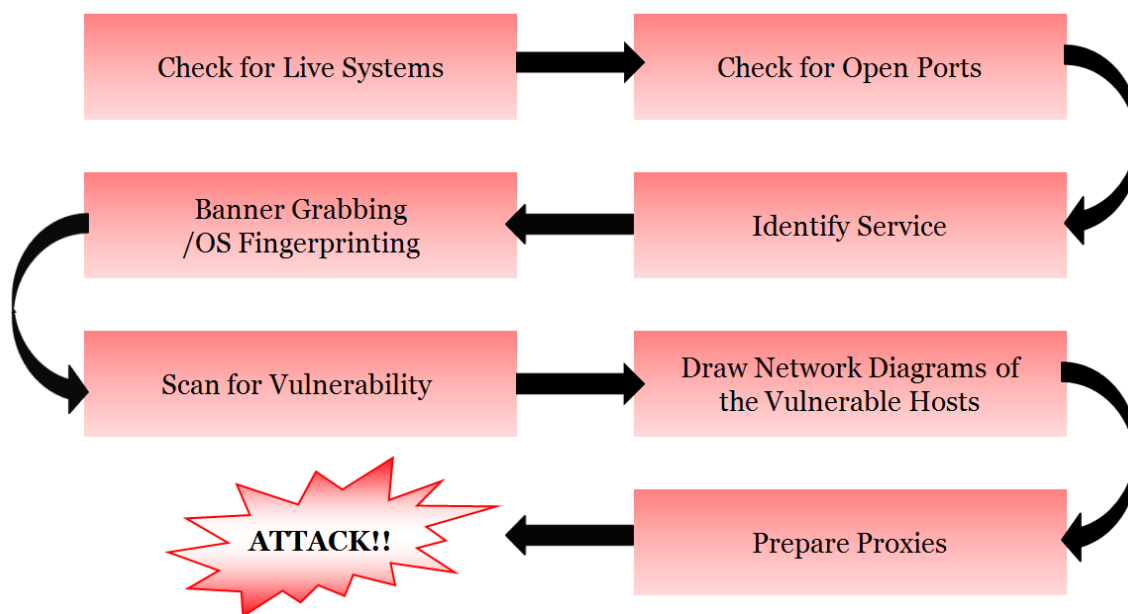 Check for Live Systems
Check for Open Ports
Identify Service
Banner Grabbing
/OS Fingerprinting
Scan for Vulnerability
Draw Network Diagrams of
the Vulnerable Hosts
Prepare Proxies
ATTACK!!